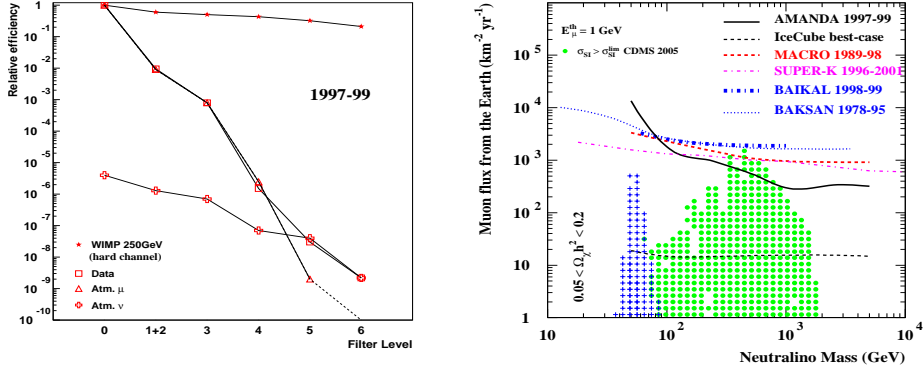 Relative efficiency
1
10 -1
10 -2
10 -3
10 -4
10 -5
10 -6
10 -7
10 -8
10 -9
10 -10
1997-99
WIMP 250GeV
(hard channel)
Data
Atm. μ
Atm. ν
0 1+2 3 4 5 6
Filter Level
Muon flux from the Earth (km-2 yr-1)
10 5
10 4
10 3
10 2
10
1
E μ th = 1 GeV
σSI > σSI lim CDMS 2005
AMANDA 1997-99
IceCube best-case
MACRO 1989-98
SUPER-K 1996-2001
BAIKAL 1998-99
BAKSAN 1978-95
0.05 < Ωχ h2 < 0.2
10 10 2 10 3 10 4
Neutralino Mass (GeV)